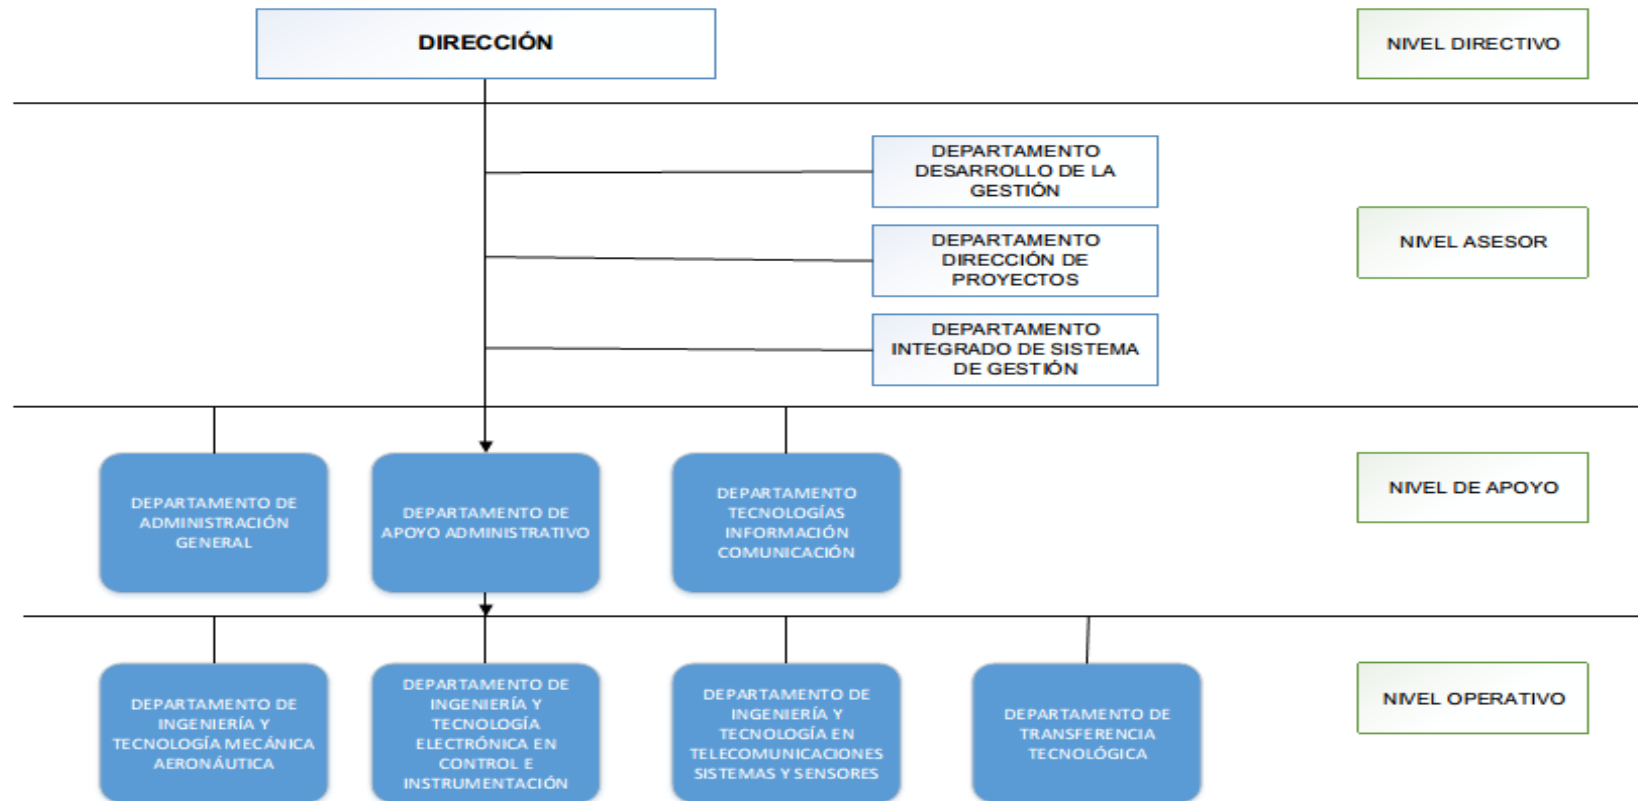 DIRECCIÓN
NIVEL DIRECTIVO
DEPARTAMENTO
DESARROLLO DE LA
GESTIÓN
DEPARTAMENTO
DIRECCIÓN DE
PROYECTOS
NIVEL ASESOR
DEPARTAMENTO
INTEGRADO DE SISTEMA
DE GESTIÓN
DEPARTAMENTO DE
ADMINISTRACIÓN
GENERAL
DEPARTAMENTO DE
APOYO ADMINISTRATIVO
DEPARTAMENTO
TECNOLOGÍAS
INFORMACIÓN
COMUNICACIÓN
NIVEL DE APOYO
DEPARTAMENTO DE
INGENIERÍA Y
TECNOLOGÍA MECÁNICA
AERONÁUTICA
DEPARTAMENTO DE
INGENIERÍA Y
TECNOLOGÍA
ELECTRÓNICA EN
CONTROL E
INSTRUMENTACIÓN
DEPARTAMENTO DE
INGENIERÍA Y
TECNOLOGÍA EN
TELECOMUNICACIONES
SISTEMAS Y SENSORES
DEPARTAMENTO DE
TRANSFERENCIA
TECNOLÓGICA
NIVEL OPERATIVO